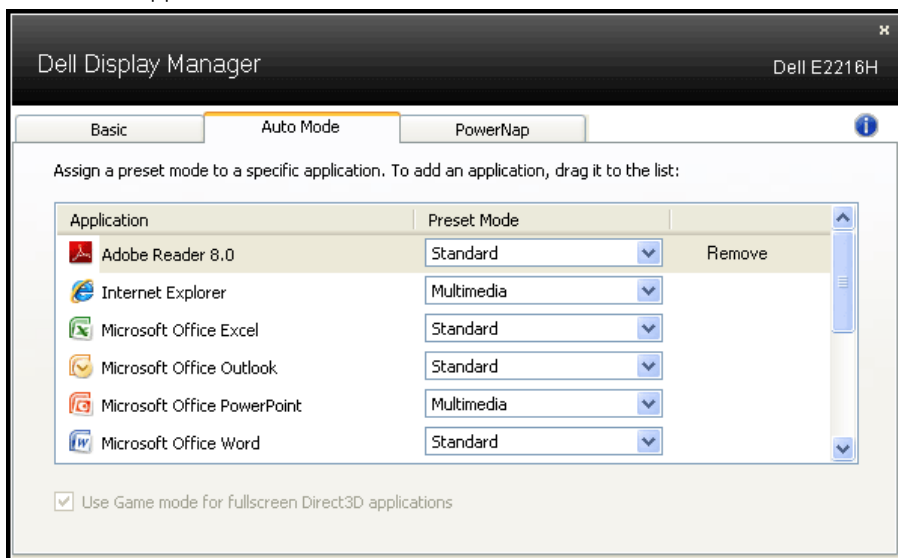 Dell Display Manager
Dell E2216H
Basic Auto Mode PowerNap
Assign a preset mode to a specific application. To add an application, drag it to the list:
Application Preset Mode
Adobe Reader 8.0 Standard Remove
Internet Explorer Multimedia
Microsoft Office Excel Standard
Microsoft Office Outlook Standard
Microsoft Office PowerPoint Multimedia
Microsoft Office Word Standard
Use Game mode for fullscreen Direct3D applications